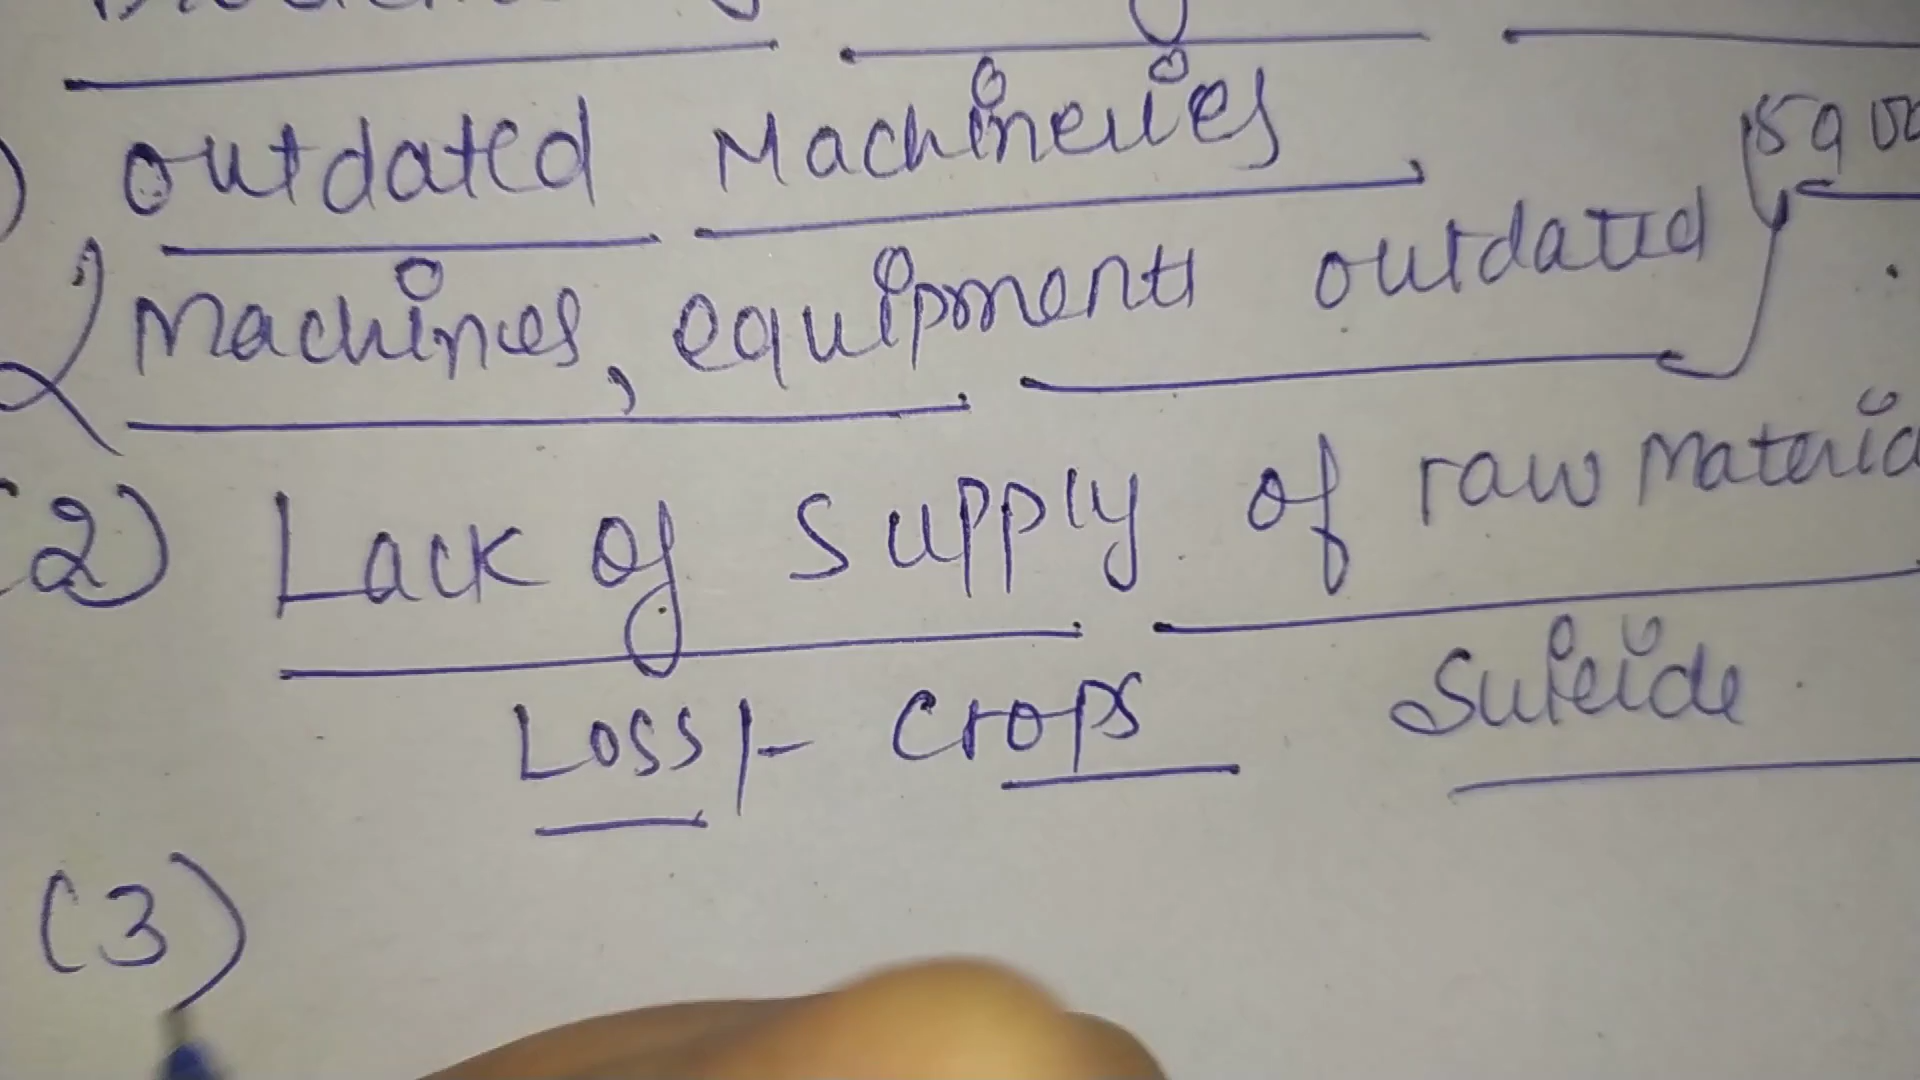 ) outdated Machineries
Machines, equipments outdated
(2) Lack of Supply of raw Materia
Loss :- Crops Suicide
(3)